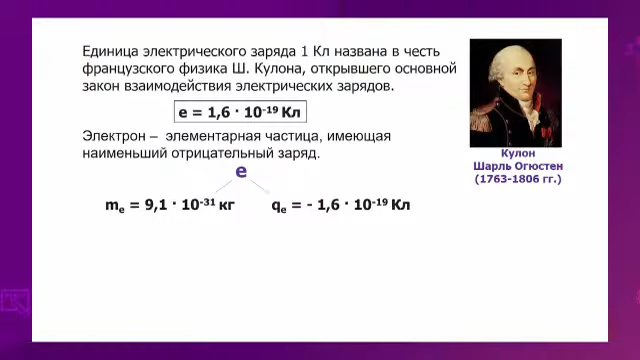 Единица электрического заряда 1 Кл названа в честь
французского физика Ш. Кулона, открывшего основной
закон взаимодействия электрических зарядов.
e = 1,6 · 10⁻¹⁹ Кл
Электрон – элементарная частица, имеющая
наименьший отрицательный заряд.
e
mₑ = 9,1 · 10⁻³¹ кг qₑ = - 1,6 · 10⁻¹⁹ Кл
Кулон
Шарль Огюстен
(1763-1806 гг.)